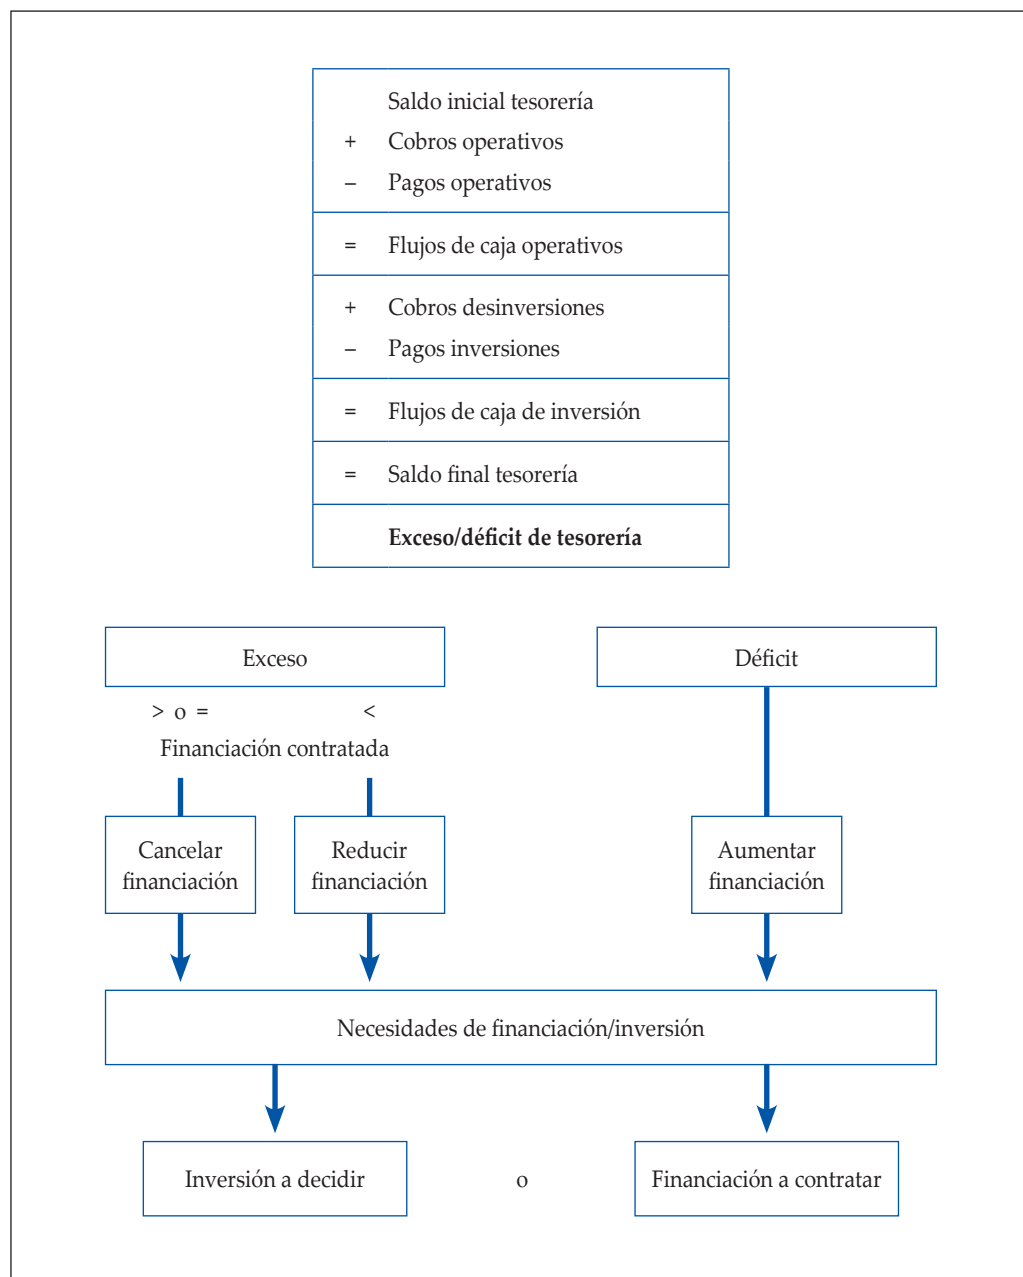 Saldo inicial tesorería
+ Cobros operativos
– Pagos operativos
= Flujos de caja operativos
+ Cobros desinversiones
– Pagos inversiones
= Flujos de caja de inversión
= Saldo final tesorería
Exceso/déficit de tesorería
Exceso
Déficit
> o = <
Financiación contratada
Cancelar
financiación
Reducir
financiación
Aumentar
financiación
Necesidades de financiación/inversión
Inversión a decidir
o
Financiación a contratar